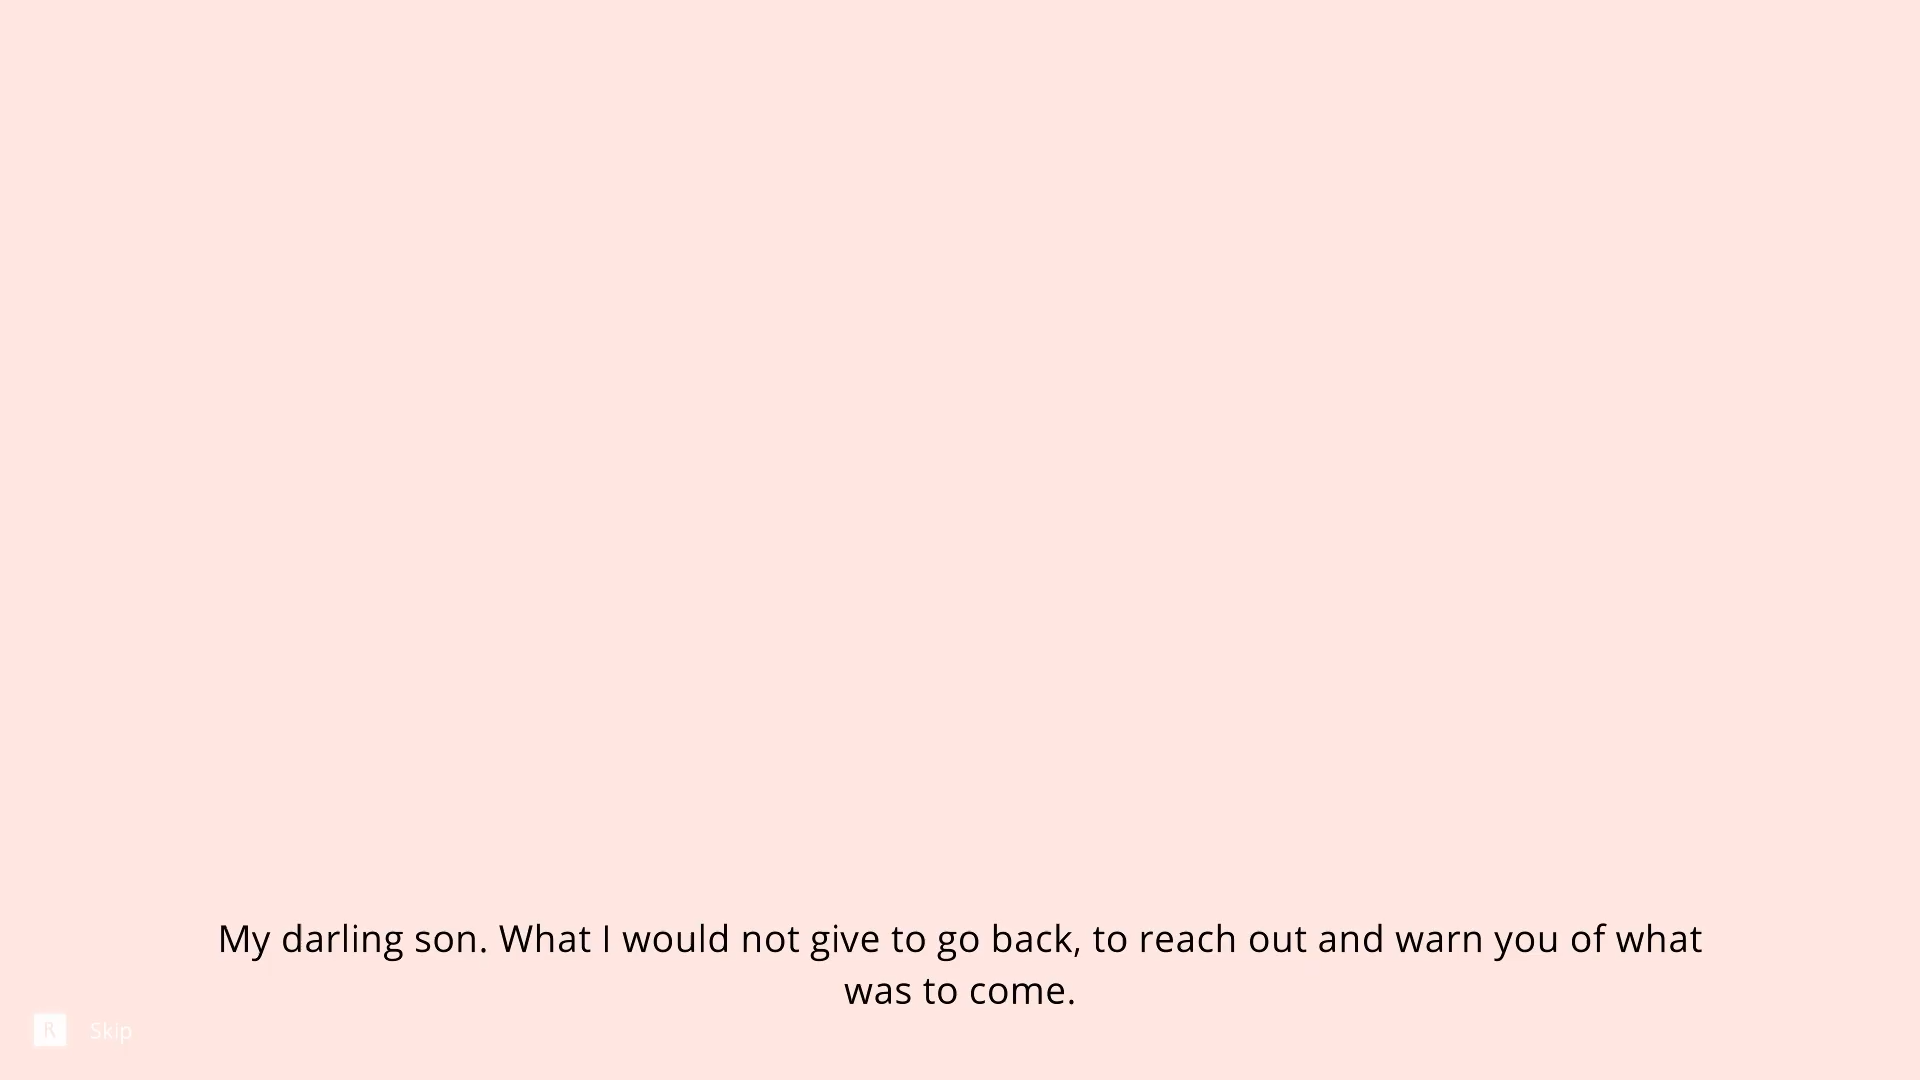 My darling son. What I would not give to go back, to reach out and warn you of what
was to come.
R Skip